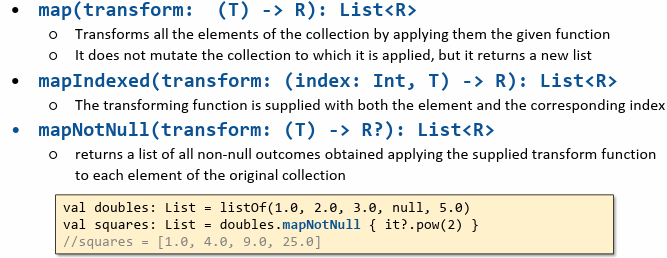 • map(transform:  (T) -> R): List<R>
o Transforms all the elements of the collection by applying them the given function
o It does not mutate the collection to which it is applied, but it returns a new list
• mapIndexed(transform: (index: Int, T) -> R): List<R>
o The transforming function is supplied with both the element and the corresponding index
• mapNotNull(transform: (T) -> R?): List<R>
o returns a list of all non-null outcomes obtained applying the supplied transform function
to each element of the original collection
val doubles: List = listOf(1.0, 2.0, 3.0, null, 5.0)
val squares: List = doubles.mapNotNull { it?.pow(2) }
//squares = [1.0, 4.0, 9.0, 25.0]